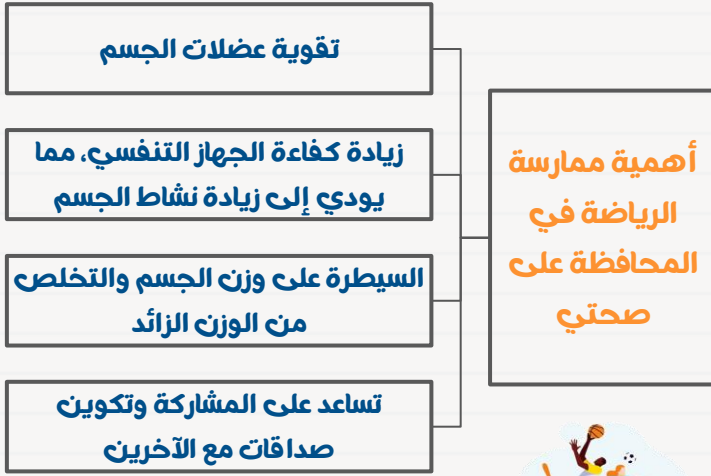 أهمية ممارسة
الرياضة في
المحافظة على
صحتي
تقوية عضلات الجسم
زيادة كفاءة الجهاز التنفسي، مما
يودي إلى زيادة نشاط الجسم
السيطرة على وزن الجسم والتخلص
من الوزن الزائد
تساعد على المشاركة وتكوين
صداقات مع الآخرين